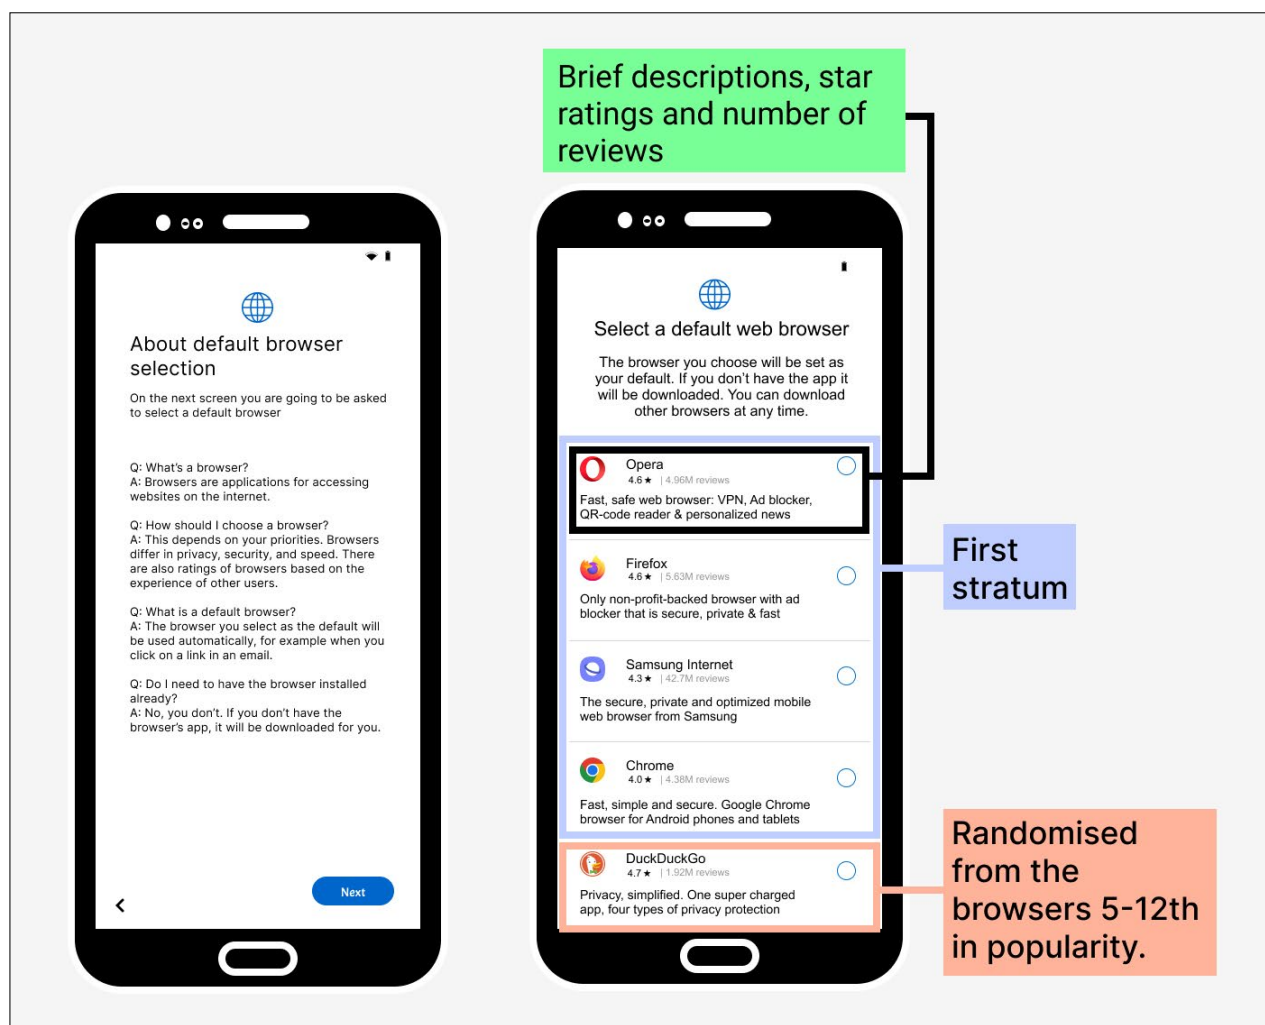 Brief descriptions, star
ratings and number of
reviews
About default browser
selection
On the next screen you are going to be asked
to select a default browser
Q: What's a browser?
A: Browsers are applications for accessing
websites on the internet.
Q: How should I choose a browser?
A: This depends on your priorities. Browsers
differ in privacy, security, and speed. There
are also ratings of browsers based on the
experience of other users.
Q: What is a default browser?
A: The browser you select as the default will
be used automatically, for example when you
click on a link in an email.
Q: Do I need to have the browser installed
already?
A: No, you don't. If you don't have the
browser's app, it will be downloaded for you.
Next
Select a default web browser
The browser you choose will be set as
your default. If you don't have the app it
will be downloaded. You can download
other browsers at any time.
Opera
4.6 ★ | 4.96M reviews
Fast, safe web browser: VPN, Ad blocker,
QR-code reader & personalized news
Firefox
4.6 ★ | 5.63M reviews
Only non-profit-backed browser with ad
blocker that is secure, private & fast
Samsung Internet
4.3 ★ | 42.7M reviews
The secure, private and optimized mobile
web browser from Samsung
Chrome
4.0 ★ | 4.38M reviews
Fast, simple and secure. Google Chrome
browser for Android phones and tablets
DuckDuckGo
4.7 ★ | 1.92M reviews
Privacy, simplified. One super charged
app, four types of privacy protection
First
stratum
Randomised
from the
browsers 5-12th
in popularity.